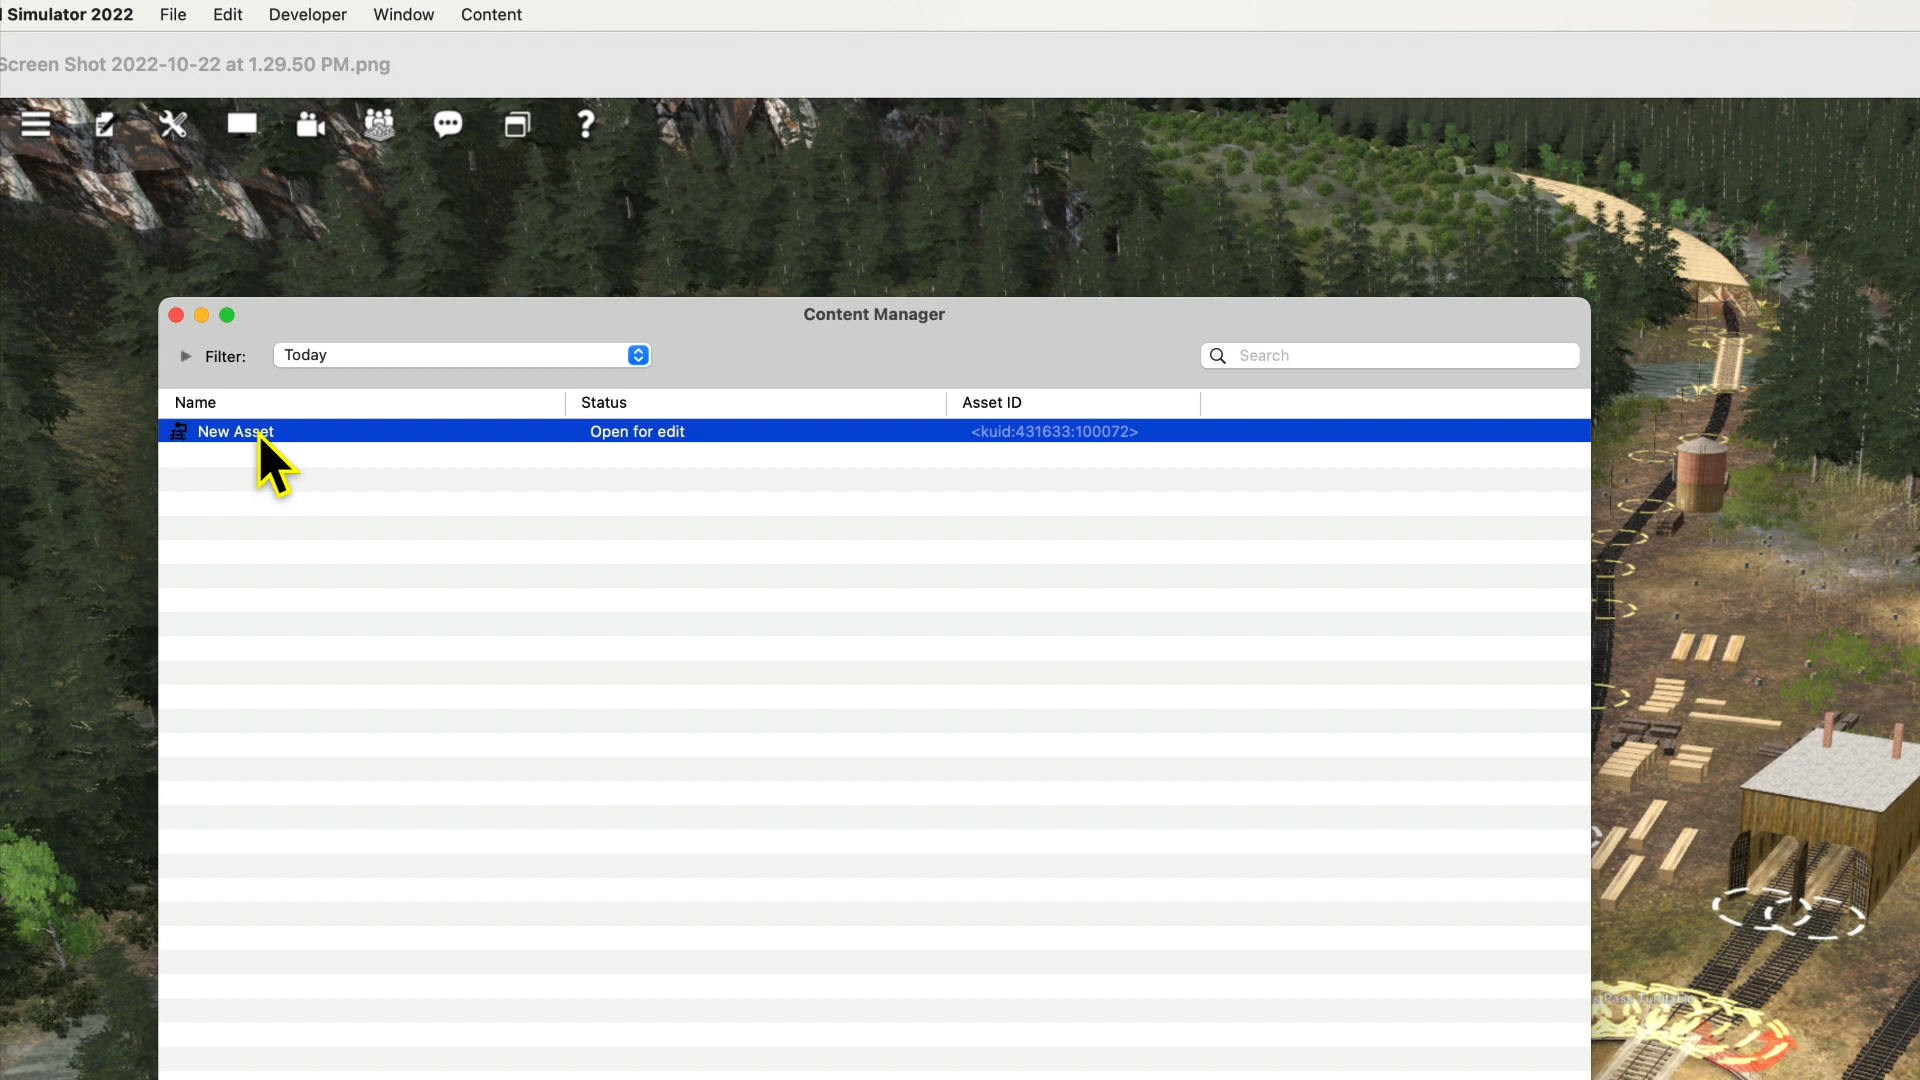 Simulator 2022 File Edit Developer Window Content
Screen Shot 2022-10-22 at 1.29.50 PM.png
?
Content Manager
Filter: Today Search
Name Status Asset ID
New Asset Open for edit <kuid:431633:100072>